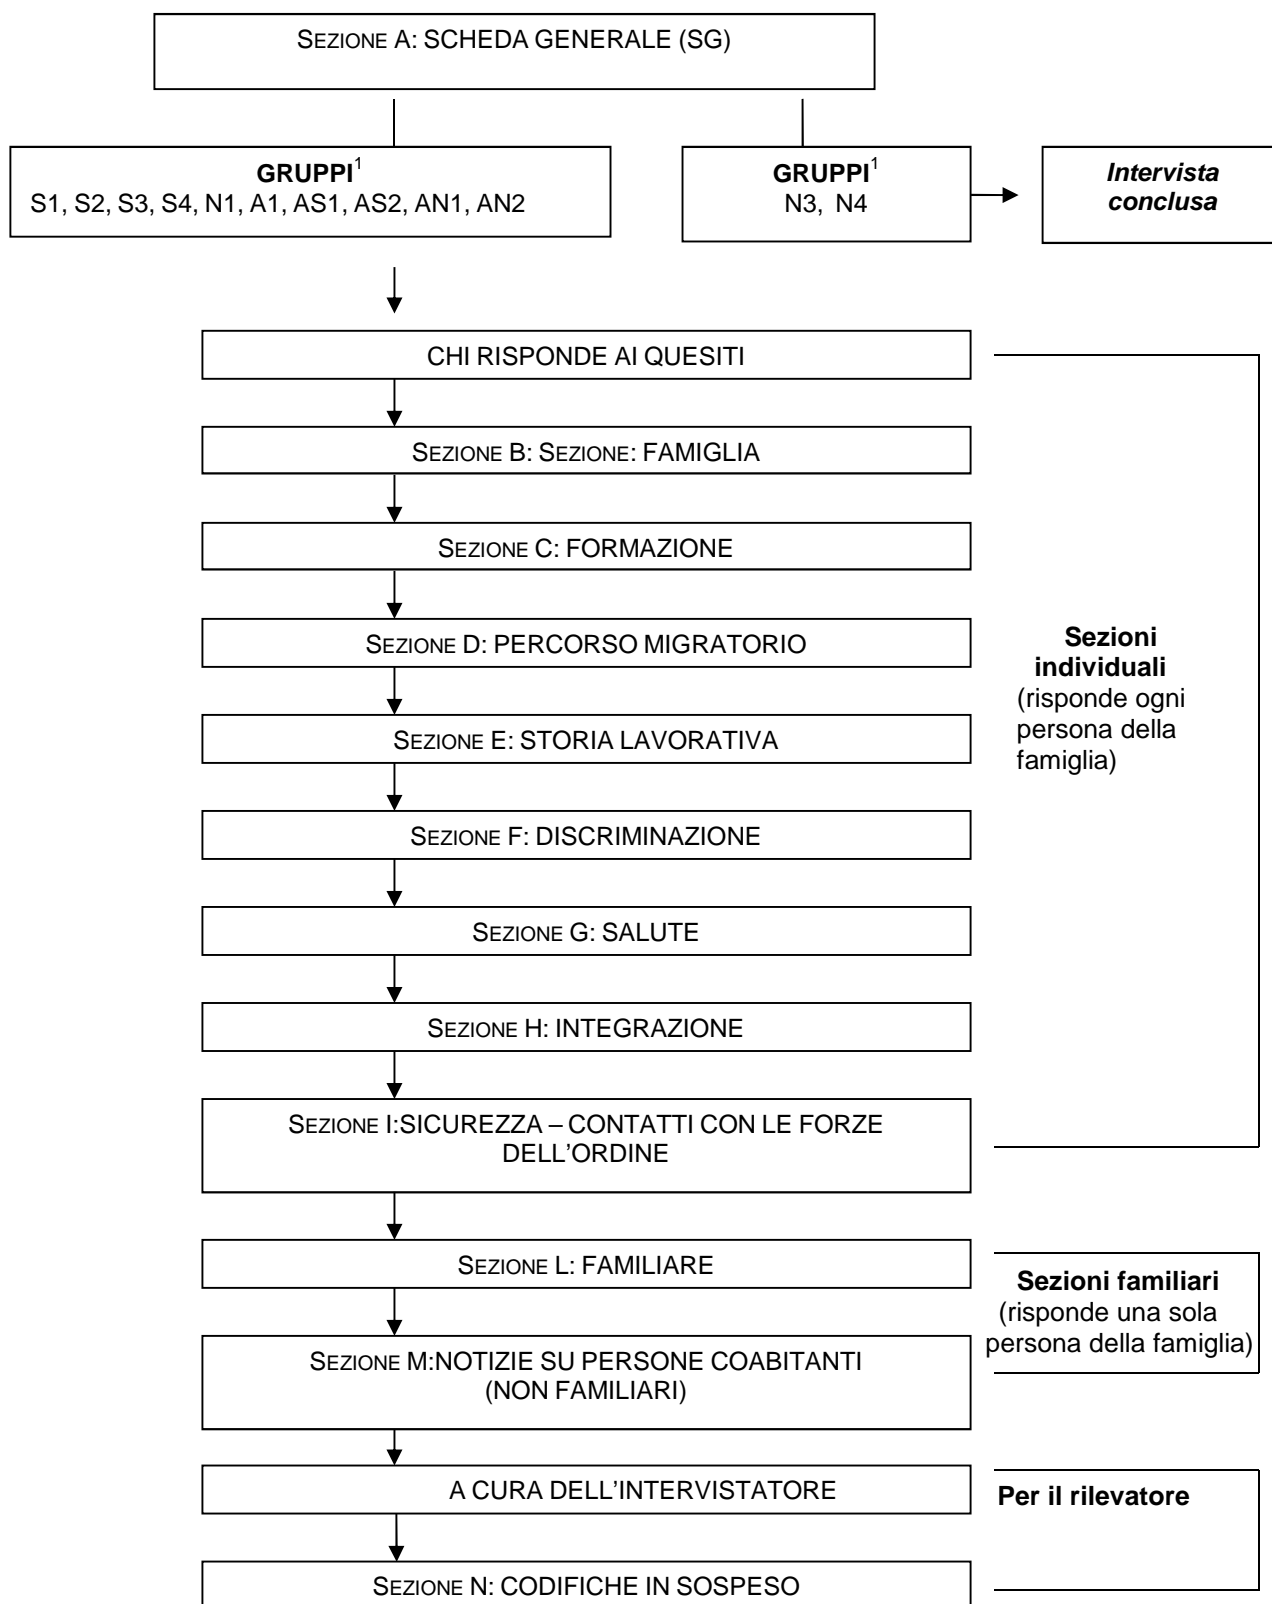 SEZIONE A: SCHEDA GENERALE (SG)
GRUPPI¹
S1, S2, S3, S4, N1, A1, AS1, AS2, AN1, AN2
GRUPPI¹
N3, N4
Intervista
conclusa
CHI RISPONDE AI QUESITI
SEZIONE B: SEZIONE: FAMIGLIA
SEZIONE C: FORMAZIONE
SEZIONE D: PERCORSO MIGRATORIO
SEZIONE E: STORIA LAVORATIVA
SEZIONE F: DISCRIMINAZIONE
SEZIONE G: SALUTE
SEZIONE H: INTEGRAZIONE
SEZIONE I:SICUREZZA – CONTATTI CON LE FORZE
DELL'ORDINE
Sezioni
individuali
(risponde ogni
persona della
famiglia)
SEZIONE L: FAMILIARE
SEZIONE M:NOTIZIE SU PERSONE COABITANTI
(NON FAMILIARI)
Sezioni familiari
(risponde una sola
persona della famiglia)
A CURA DELL'INTERVISTATORE
SEZIONE N: CODIFICHE IN SOSPESO
Per il rilevatore